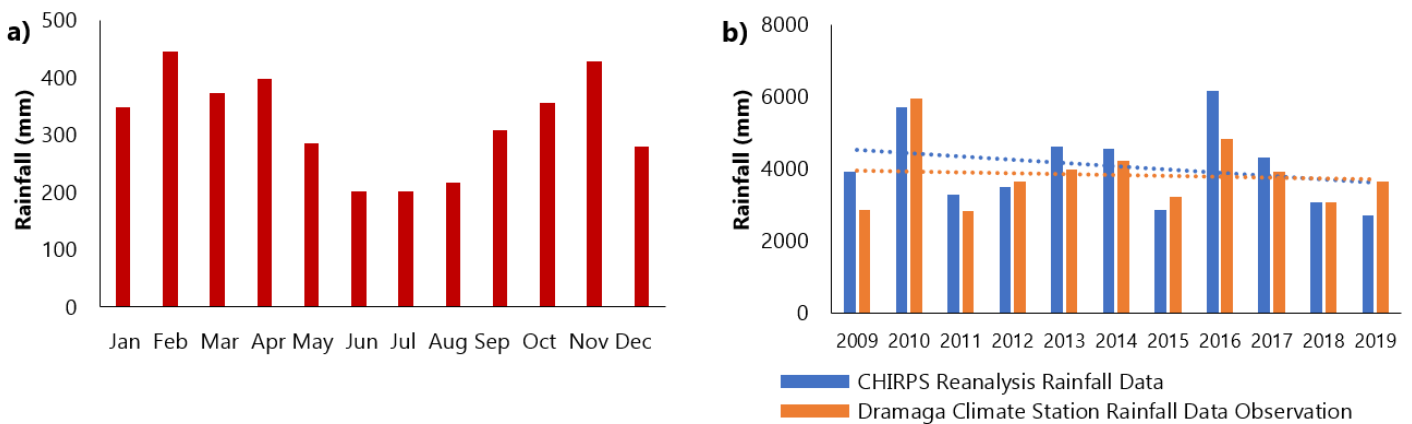 a)
Rainfall (mm)
500
400
300
200
100
0
Jan Feb Mar Apr May Jun Jul Aug Sep Oct Nov Dec
b)
Rainfall (mm)
8000
6000
4000
2000
0
2009 2010 2011 2012 2013 2014 2015 2016 2017 2018 2019
CHIRPS Reanalysis Rainfall Data
Dramaga Climate Station Rainfall Data Observation